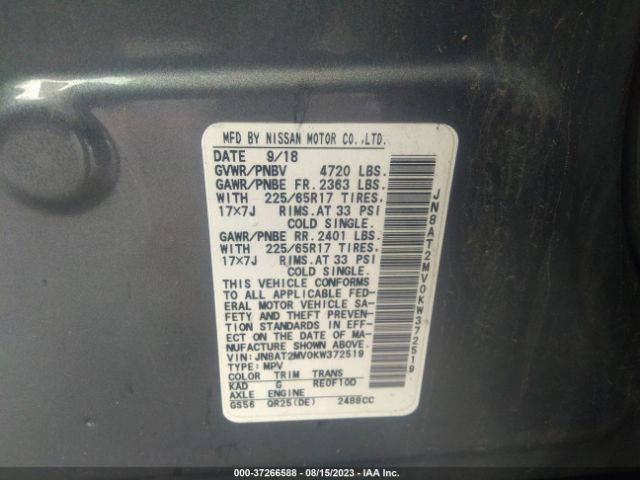 MFD BY NISSAN MOTOR CO.,LTD.
DATE 9/18
GVWR/PNBV 4720 LBS.
GAWR/PNBE FR. 2363 LBS.
WITH 225/65R17 TIRES.
17×7J RIMS.AT 33 PSI
COLD SINGLE.
GAWR/PNBE RR. 2401 LBS.
WITH 225/65R17 TIRES.
17×7J RIMS.AT 33 PSI
COLD SINGLE.
THIS VEHICLE CONFORMS
TO ALL APPLICABLE FED-
ERAL MOTOR VEHICLE SA-
FETY AND THEFT PREVEN-
TION STANDARDS IN EFF-
ECT ON THE DATE OF MA-
NUFACTURE SHOWN ABOVE.
VIN:JN8AT2MV0KW372519
TYPE:MPV
COLOR TRIM TRANS
KAD G RE0F10D
AXLE ENGINE
GS56 QR25(DE) 2488CC
JN8AT2MV0KW372519
000-37266588 - 08/15/2023 - IAA Inc.